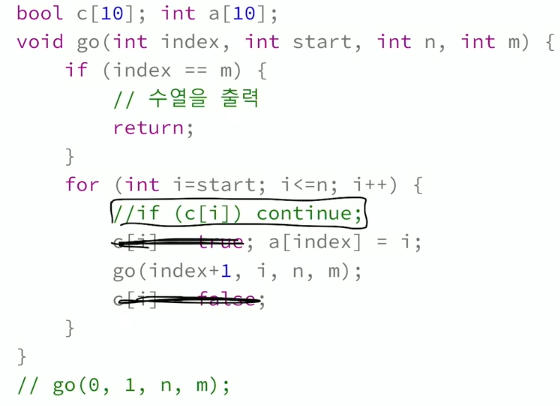 bool c[10]; int a[10];
void go(int index, int start, int n, int m) {
if (index == m) {
// 수열을 출력
return;
}
for (int i=start; i<=n; i++) {
//if (c[i]) continue;
c[i] = true; a[index] = i;
go(index+1, i, n, m);
c[i] = false;
}
}
// go(0, 1, n, m);